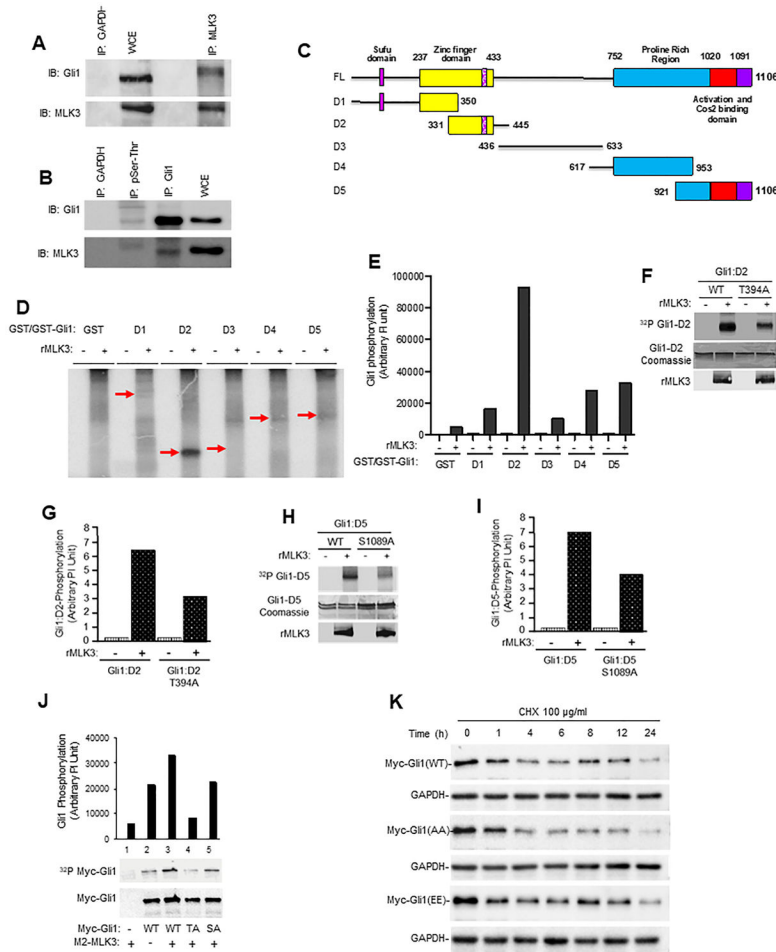 A
IP. GAPDH
WCE
IP. MLK3
IB: Gli1
IB: MLK3
B
IP. GAPDH
IP. pSer-Thr
IP. Gli1
WCE
IB: Gli1
IB: MLK3
C
Sufu domain
Zinc finger domain
Proline Rich Region
237 433 752 1020 1091
FL 1106
Activation and Cos2 binding domain
D1 350
D2 331 445
D3 436 633
D4 617 953
D5 921 1106
D
GST/GST-Gli1: GST D1 D2 D3 D4 D5
rMLK3: - + - + - + - + - + - +
E
Gli1 phosphorylation
(Arbitrary PI unit)
100000
80000
60000
40000
20000
0
rMLK3: - + - + - + - + - + - +
GST/GST-Gli1: GST D1 D2 D3 D4 D5
F
Gli1:D2
WT T394A
rMLK3: - + - +
32P Gli1-D2
Gli1-D2
Coomassie
rMLK3
G
Gli1:D2-Phosphorylation
(Arbitrary PI Unit)
8
7
6
5
4
3
2
1
0
rMLK3: - + - +
Gli1:D2 Gli1:D2
T394A
H
Gli1:D5
WT S1089A
rMLK3: - + - +
32P Gli1-D5
Gli1-D5
Coomassie
rMLK3
I
Gli1:D5-Phosphorylation
(Arbitrary PI Unit)
8
7
6
5
4
3
2
1
0
rMLK3: - + - +
Gli1:D5 Gli1:D5
S1089A
J
Gli1 Phosphorylation
(Arbitrary PI Unit)
40000
30000
20000
10000
0
1 2 3 4 5
32P Myc-Gli1
Myc-Gli1
Myc-Gli1: - WT WT TA SA
M2-MLK3: + - + + +
K
CHX 100 µg/ml
Time (h) 0 1 4 6 8 12 24
Myc-Gli1(WT)-
GAPDH-
Myc-Gli1(AA)-
GAPDH-
Myc-Gli1(EE)-
GAPDH-